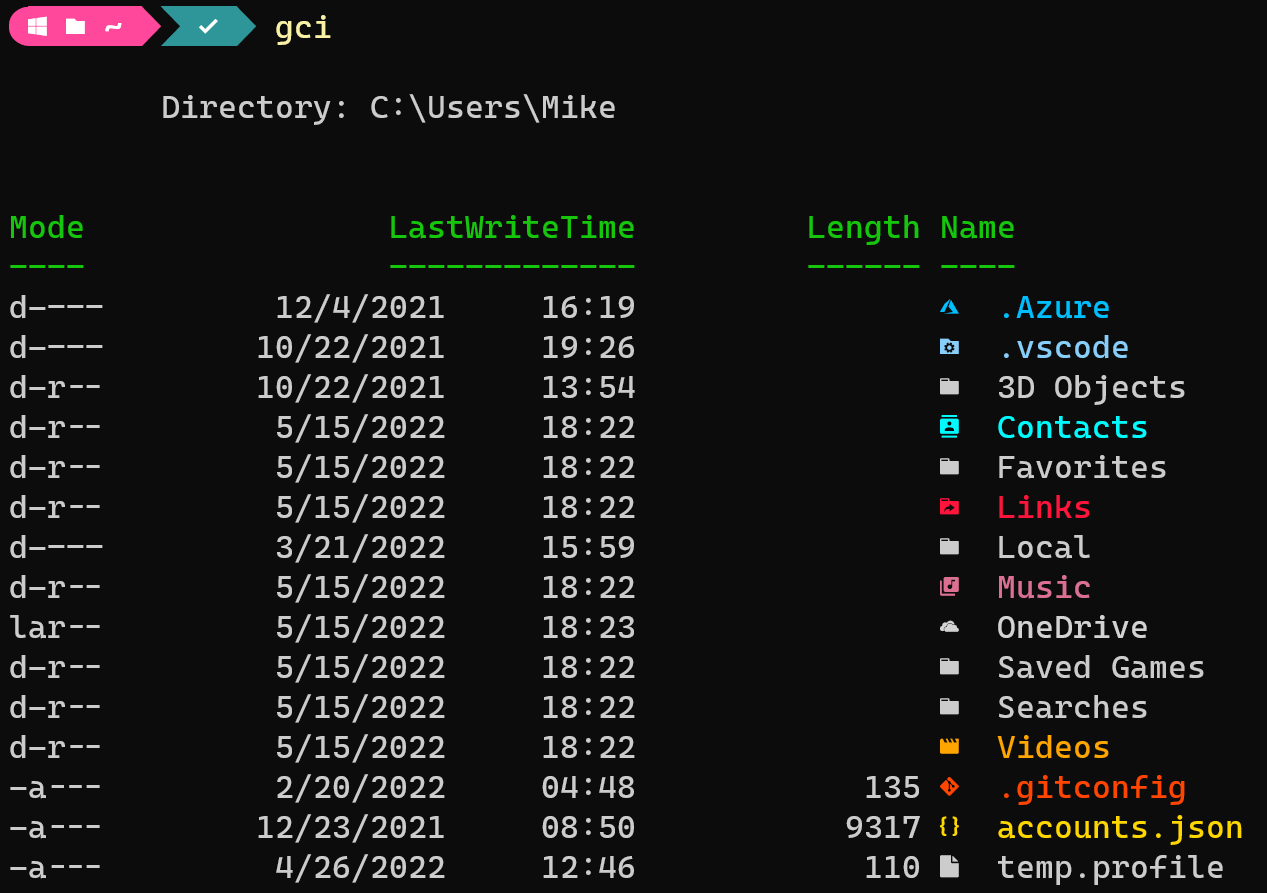 gci
Directory: C:\Users\Mike
Mode LastWriteTime Length Name
---- ------------- ------ ----
d---- 12/4/2021 16:19 .Azure
d---- 10/22/2021 19:26 .vscode
d-r-- 10/22/2021 13:54 3D Objects
d-r-- 5/15/2022 18:22 Contacts
d-r-- 5/15/2022 18:22 Favorites
d-r-- 5/15/2022 18:22 Links
d---- 3/21/2022 15:59 Local
d-r-- 5/15/2022 18:22 Music
lar-- 5/15/2022 18:23 OneDrive
d-r-- 5/15/2022 18:22 Saved Games
d-r-- 5/15/2022 18:22 Searches
d-r-- 5/15/2022 18:22 Videos
-a--- 2/20/2022 04:48 135 .gitconfig
-a--- 12/23/2021 08:50 9317 accounts.json
-a--- 4/26/2022 12:46 110 temp.profile